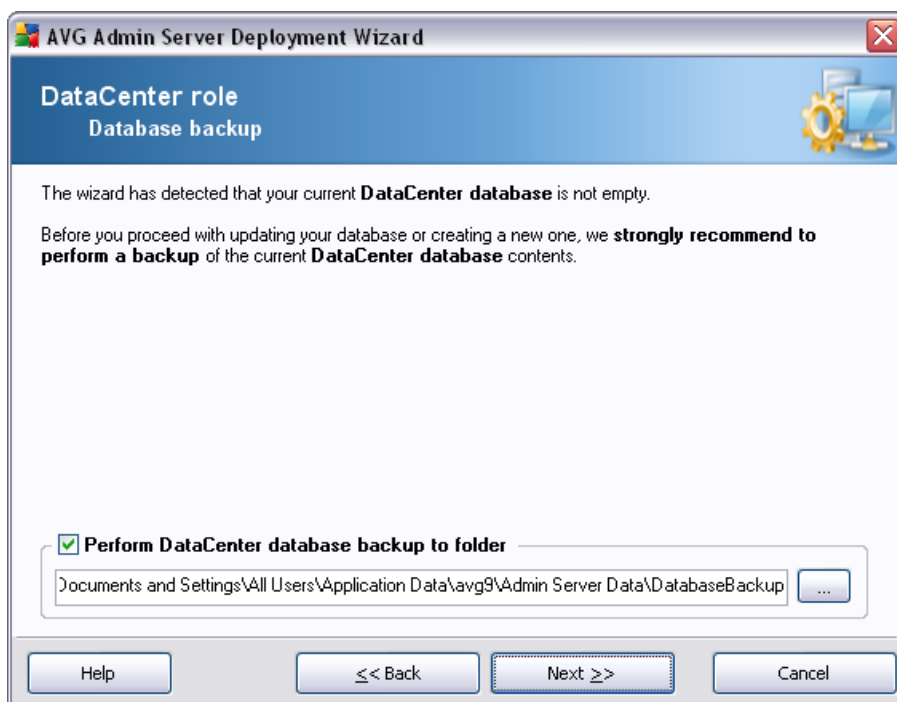 AVG Admin Server Deployment Wizard
DataCenter role
Database backup
The wizard has detected that your current DataCenter database is not empty.
Before you proceed with updating your database or creating a new one, we strongly recommend to
perform a backup of the current DataCenter database contents.
Perform DataCenter database backup to folder
Documents and Settings\All Users\Application Data\avg9\Admin Server Data\DatabaseBackup
...
Help
<< Back
Next >>
Cancel